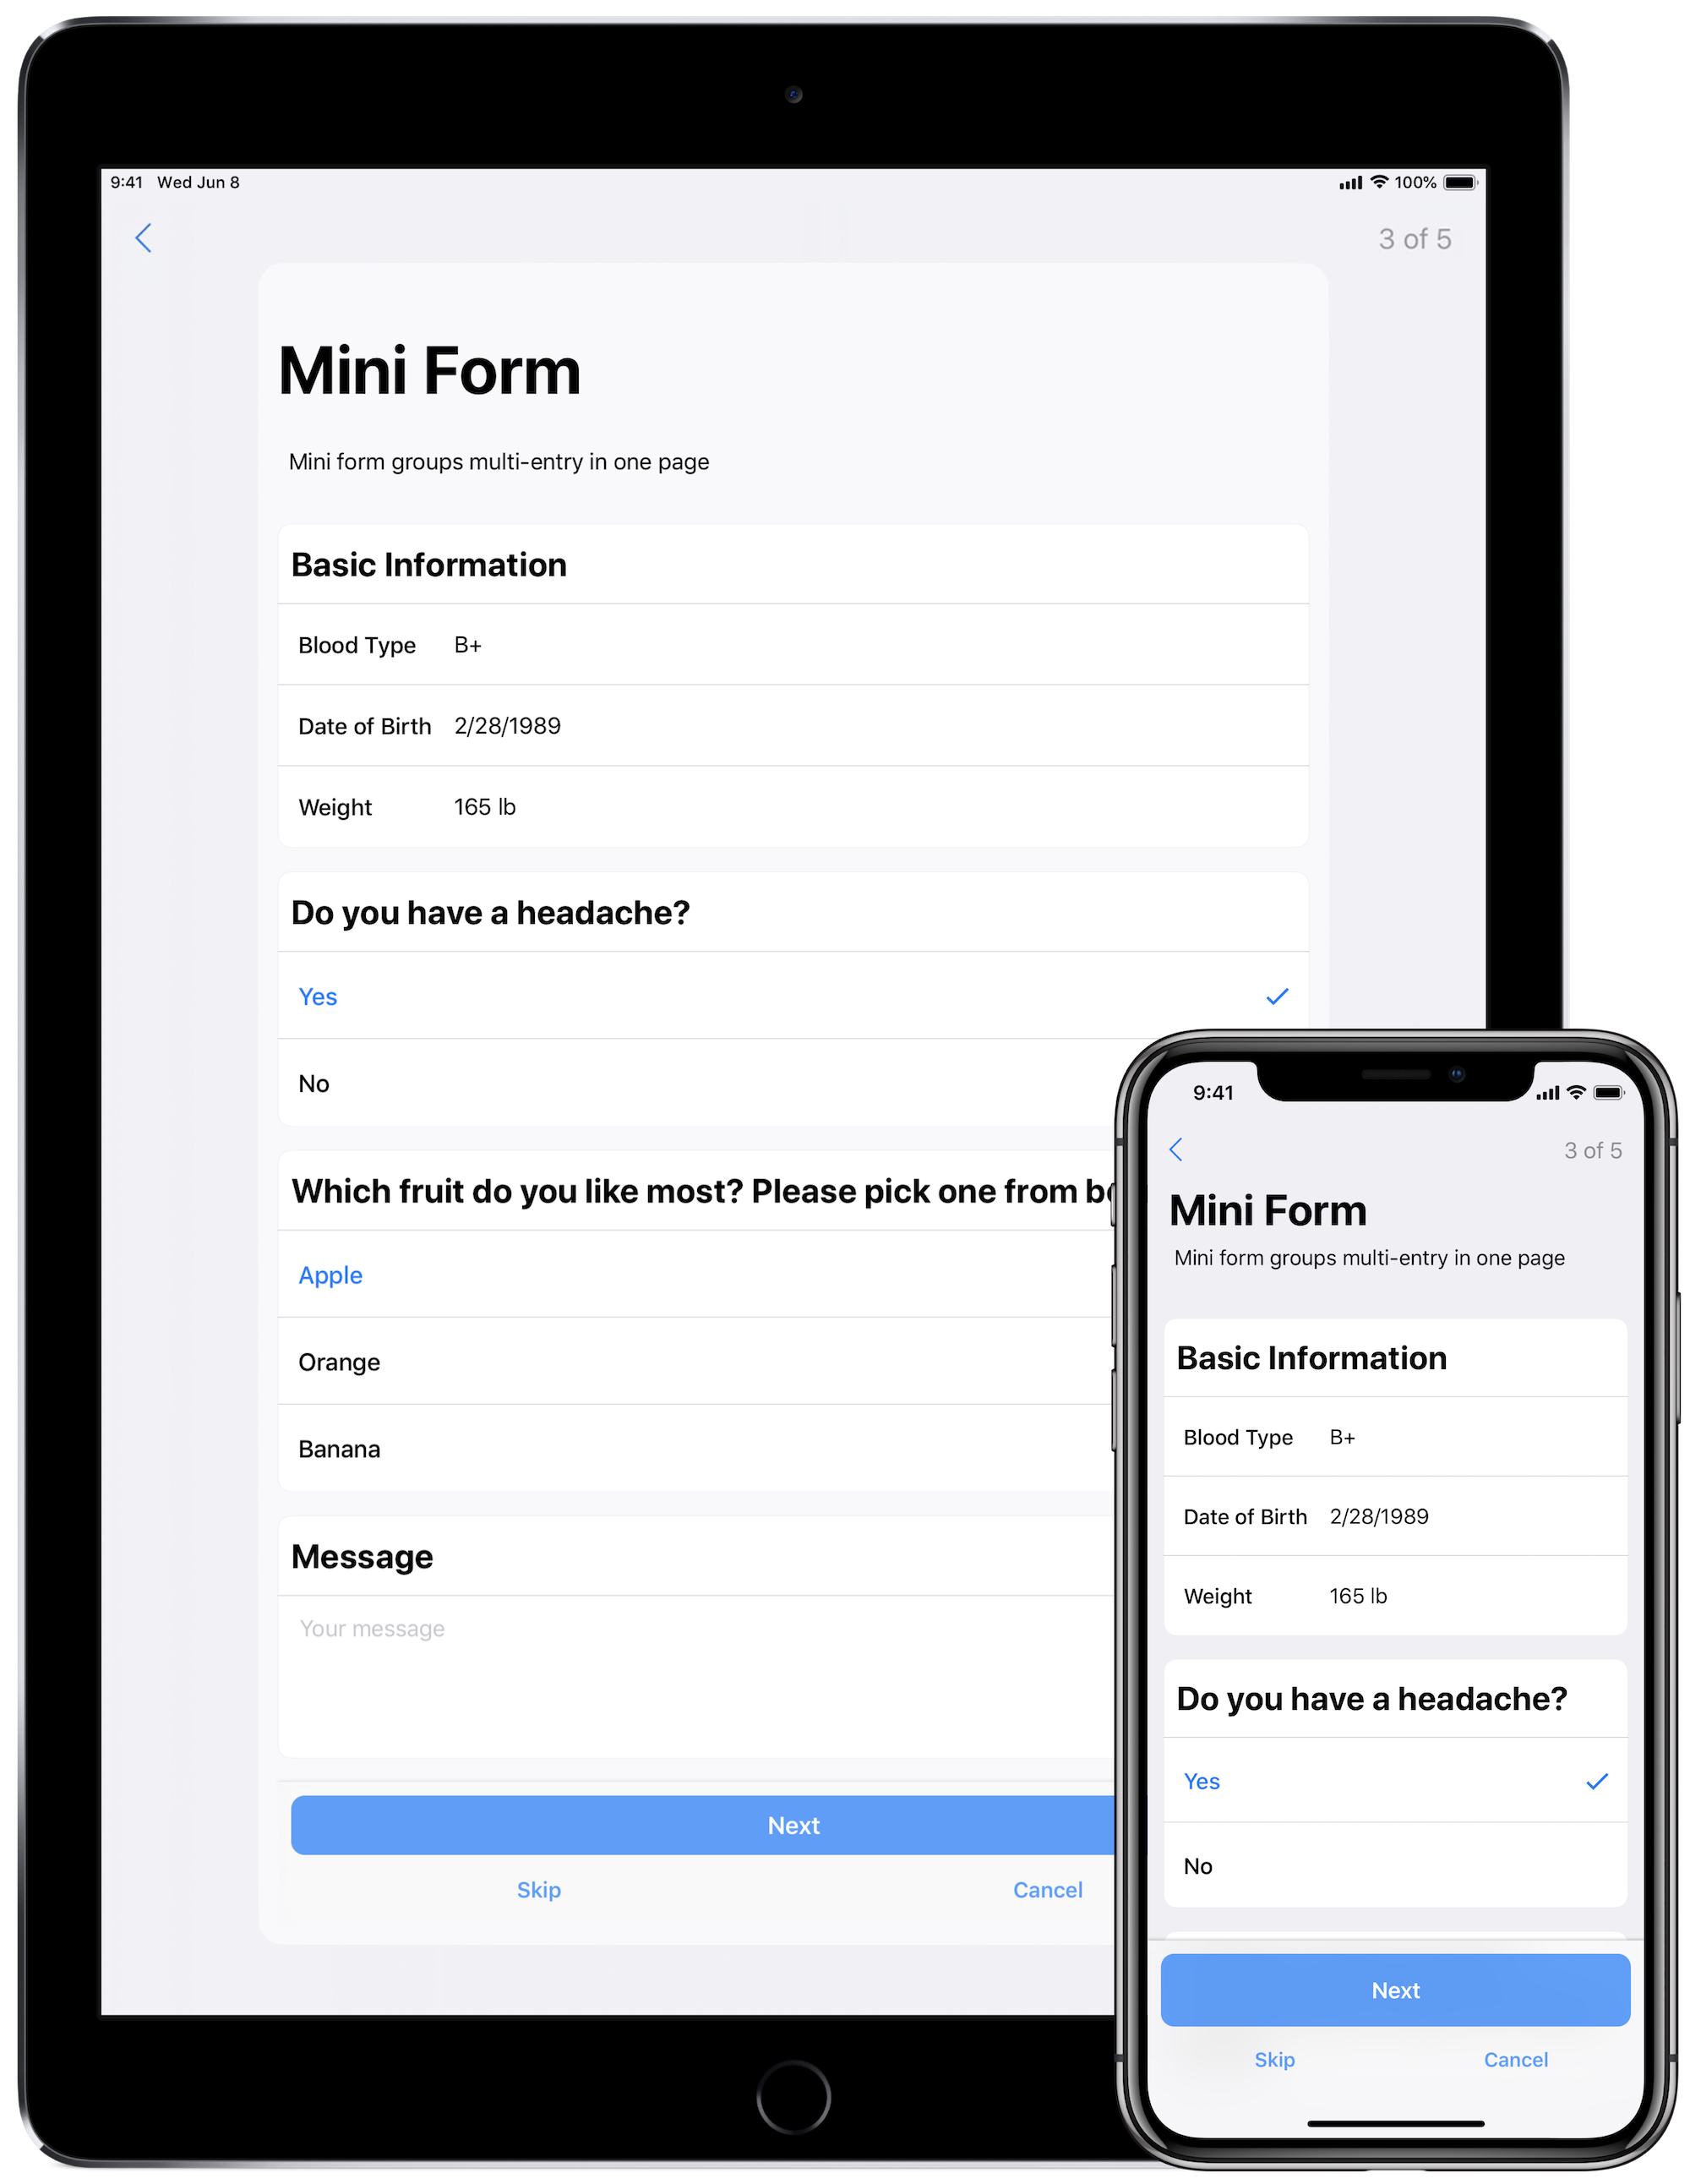 9:41 Wed Jun 8 100%
3 of 5
Mini Form
Mini form groups multi-entry in one page
Basic Information
Blood Type B+
Date of Birth 2/28/1989
Weight 165 lb
Do you have a headache?
Yes
No
Which fruit do you like most? Please pick one from
Apple
Orange
Banana
Message
Your message
Next
Skip Cancel
9:41
3 of 5
Mini Form
Mini form groups multi-entry in one page
Basic Information
Blood Type B+
Date of Birth 2/28/1989
Weight 165 lb
Do you have a headache?
Yes
No
Next
Skip Cancel